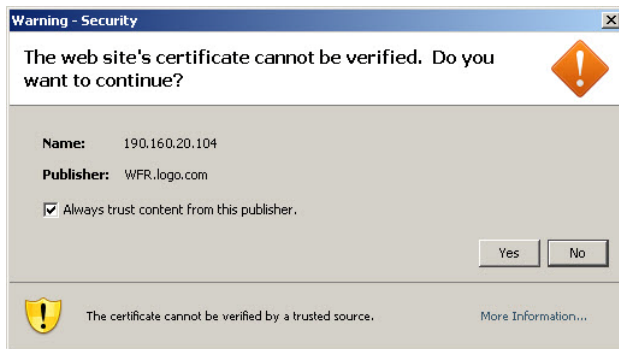 Warning - Security
The web site's certificate cannot be verified. Do you
want to continue?
Name: 190.160.20.104
Publisher: WFR.logo.com
Always trust content from this publisher.
Yes No
The certificate cannot be verified by a trusted source. More Information...